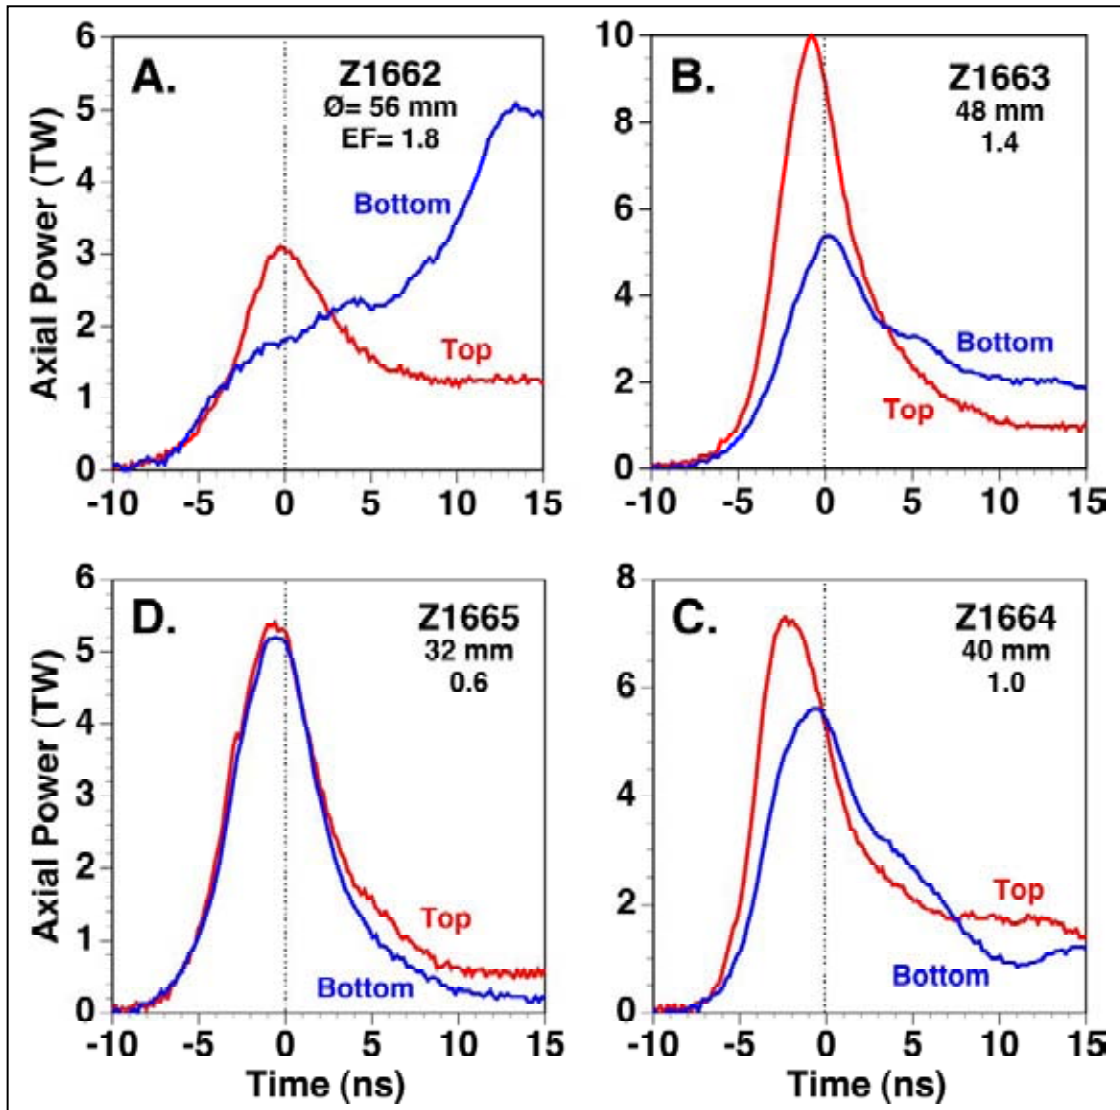 Axial Power (TW)
6
5
4
3
2
1
0
A.
Z1662
Ø= 56 mm
EF= 1.8
Bottom
Top
-10 -5 0 5 10 15
10
8
6
4
2
0
B.
Z1663
48 mm
1.4
Bottom
Top
-10 -5 0 5 10 15
Axial Power (TW)
6
5
4
3
2
1
0
D.
Z1665
32 mm
0.6
Top
Bottom
-10 -5 0 5 10 15
Time (ns)
8
6
4
2
0
C.
Z1664
40 mm
1.0
Top
Bottom
-10 -5 0 5 10 15
Time (ns)